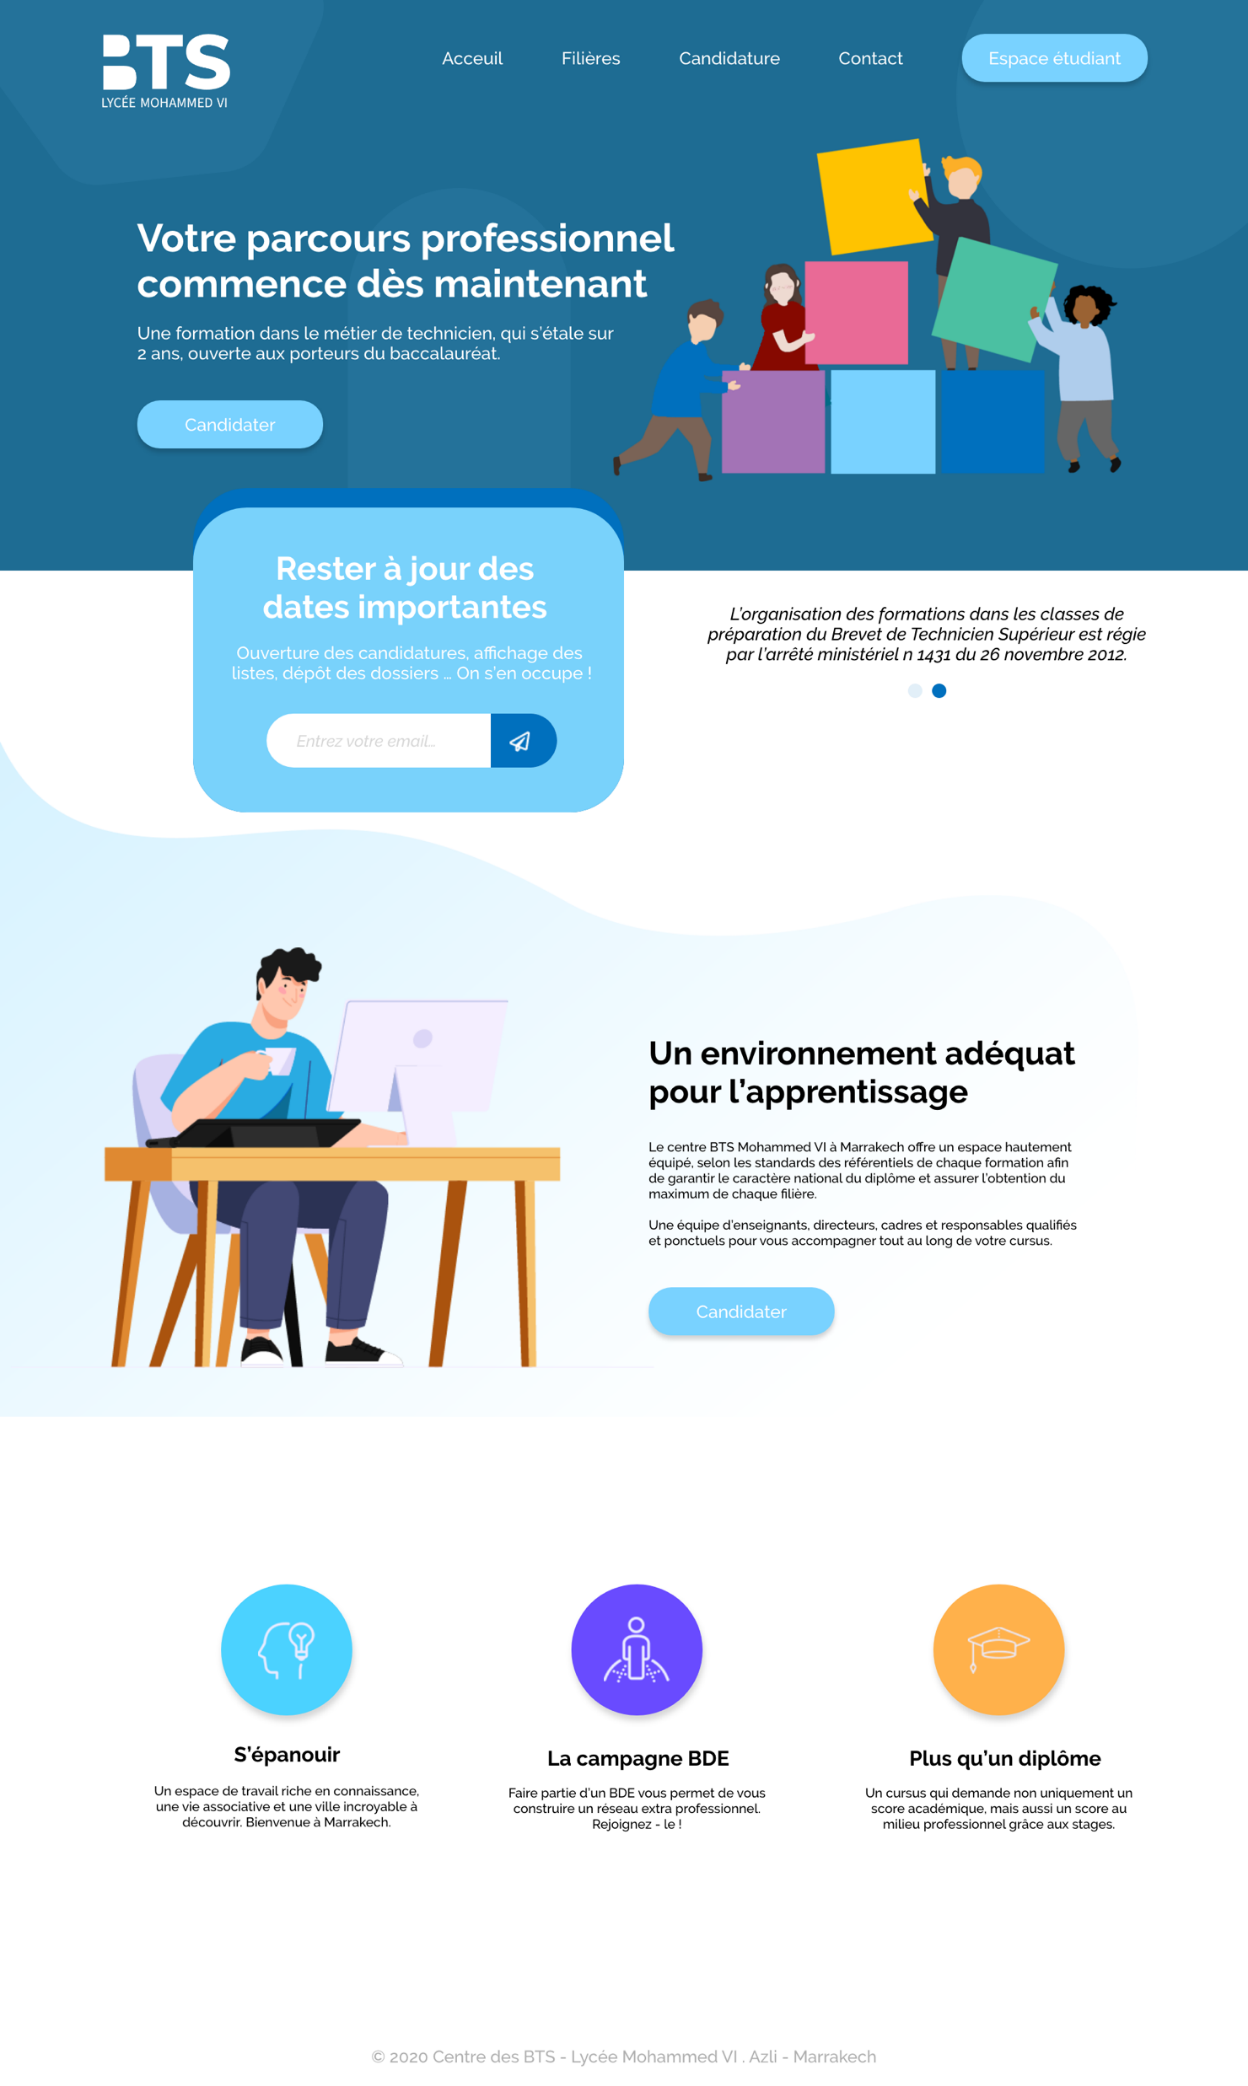 BTS
LYCÉE MOHAMMED VI
Acceuil
Filières
Candidature
Contact
Espace étudiant
Votre parcours professionnel
commence dès maintenant
Une formation dans le métier de technicien, qui s'étale sur
2 ans, ouverte aux porteurs du baccalauréat.
Candidater
Rester à jour des
dates importantes
Ouverture des candidatures, affichage des
listes, dépôt des dossiers ... On s'en occupe !
Entrez votre email...
L'organisation des formations dans les classes de
préparation du Brevet de Technicien Supérieur est régie
par l'arrêté ministériel n 1431 du 26 novembre 2012.
Un environnement adéquat
pour l'apprentissage
Le centre BTS Mohammed VI à Marrakech offre un espace hautement
équipé, selon les standards des référentiels de chaque formation afin
de garantir le caractère national du diplôme et assurer l'obtention du
maximum de chaque filière.
Une équipe d'enseignants, directeurs, cadres et responsables qualifiés
et ponctuels pour vous accompagner tout au long de votre cursus.
Candidater
S'épanouir
Un espace de travail riche en connaissance,
une vie associative et une ville incroyable à
découvrir. Bienvenue à Marrakech.
La campagne BDE
Faire partie d'un BDE vous permet de vous
construire un réseau extra professionnel.
Rejoignez - le !
Plus qu'un diplôme
Un cursus qui demande non uniquement un
score académique, mais aussi un score au
milieu professionnel grâce aux stages.
© 2020 Centre des BTS - Lycée Mohammed VI . Azli - Marrakech